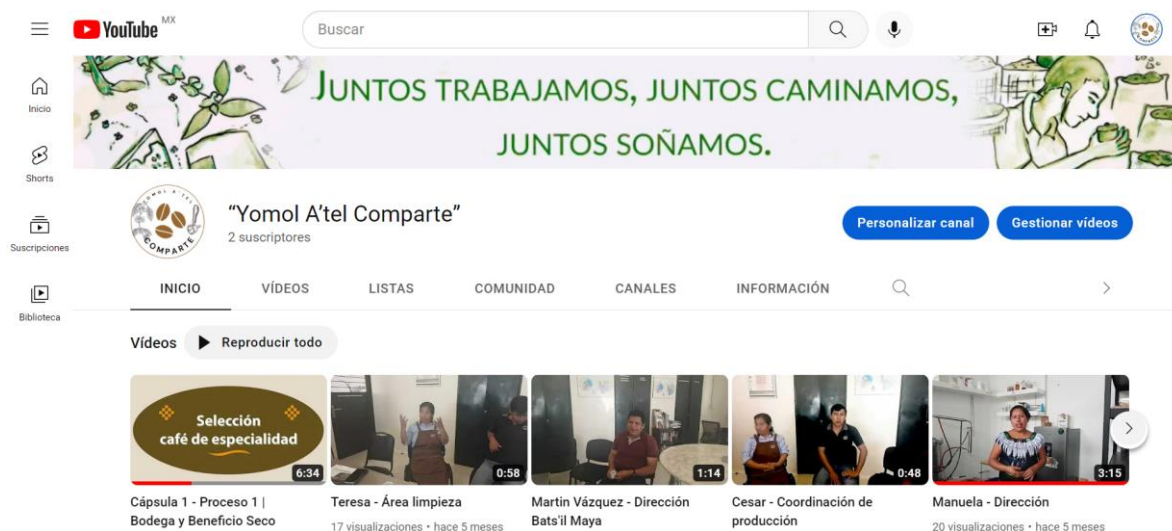 YouTube MX
Buscar
JUNTOS TRABAJAMOS, JUNTOS CAMINAMOS,
JUNTOS SOÑAMOS.
Inicio
Shorts
Suscripciones
Biblioteca
YOMOL A'TEL
COMPARTE
“Yomol A’tel Comparte”
2 suscriptores
Personalizar canal
Gestionar vídeos
INICIO VÍDEOS LISTAS COMUNIDAD CANALES INFORMACIÓN
Vídeos Reproducir todo
Selección
café de especialidad
6:34
0:58
1:14
0:48
3:15
Cápsula 1 - Proceso 1 |
Bodega y Beneficio Seco
Teresa - Área limpieza
17 visualizaciones • hace 5 meses
Martin Vázquez - Dirección
Bats'il Maya
Cesar - Coordinación de
producción
Manuela - Dirección
20 visualizaciones • hace 5 meses